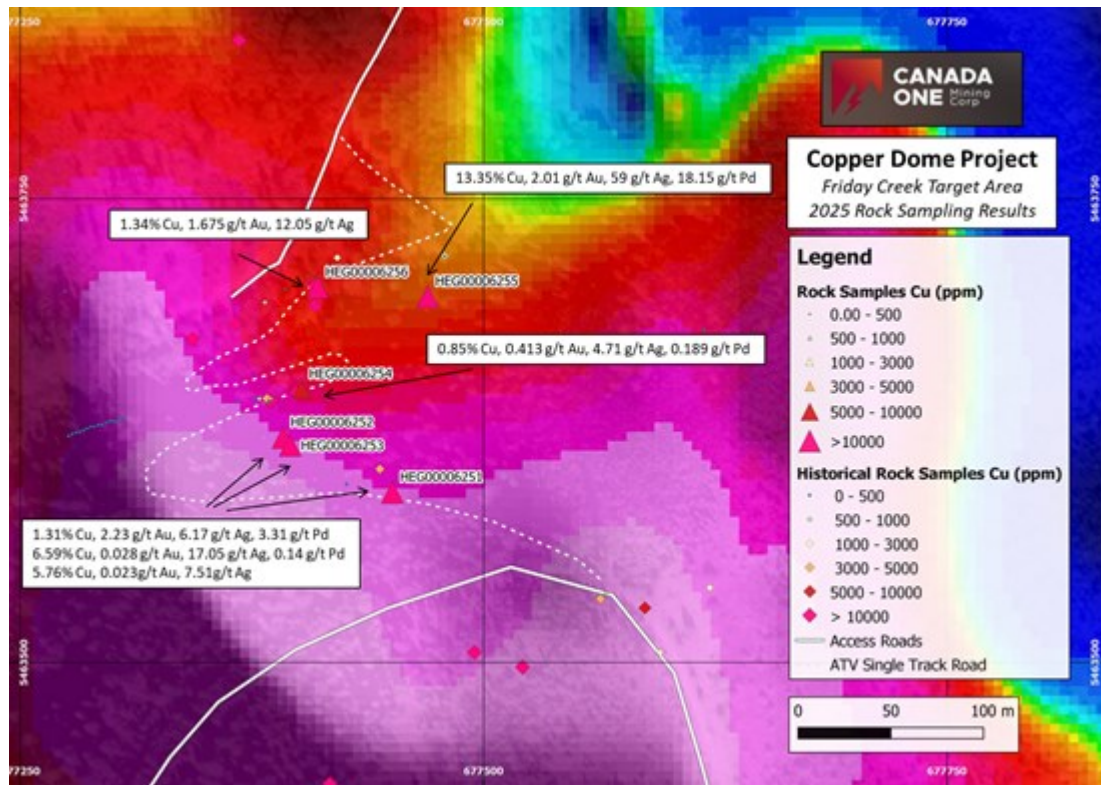 77250
677500
677750
CANADA
ONE Mining
Corp
Copper Dome Project
Friday Creek Target Area
2025 Rock Sampling Results
5463750
5463750
13.35% Cu, 2.01 g/t Au, 59 g/t Ag, 18.15 g/t Pd
1.34% Cu, 1.675 g/t Au, 12.05 g/t Ag
HEG00006256
HEG00006255
0.85% Cu, 0.413 g/t Au, 4.71 g/t Ag, 0.189 g/t Pd
HEG00006254
HEG00006252
HEG00006253
HEG00006251
1.31% Cu, 2.23 g/t Au, 6.17 g/t Ag, 3.31 g/t Pd
6.59% Cu, 0.028 g/t Au, 17.05 g/t Ag, 0.14 g/t Pd
5.76% Cu, 0.023g/t Au, 7.51g/t Ag
Legend
Rock Samples Cu (ppm)
0.00 - 500
500 - 1000
1000 - 3000
3000 - 5000
5000 - 10000
>10000
Historical Rock Samples Cu (ppm)
0 - 500
500 - 1000
1000 - 3000
3000 - 5000
5000 - 10000
> 10000
Access Roads
ATV Single Track Road
5463500
5463500
0 50 100 m
77250
677500
677750